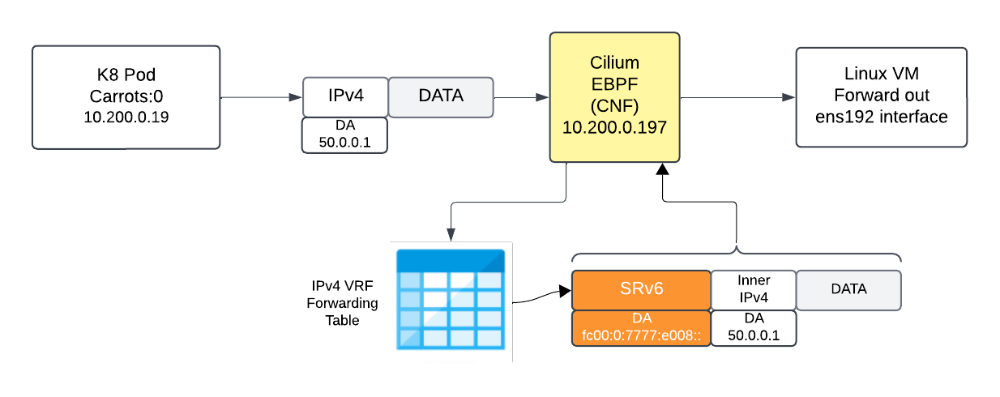 K8 Pod
Carrots:0
10.200.0.19
IPv4
DATA
DA
50.0.0.1
Cilium
EBPF
(CNF)
10.200.0.197
Linux VM
Forward out
ens192 interface
IPv4 VRF
Forwarding
Table
SRv6
DA
fc00:0:7777:e008::
Inner
IPv4
DA
50.0.0.1
DATA